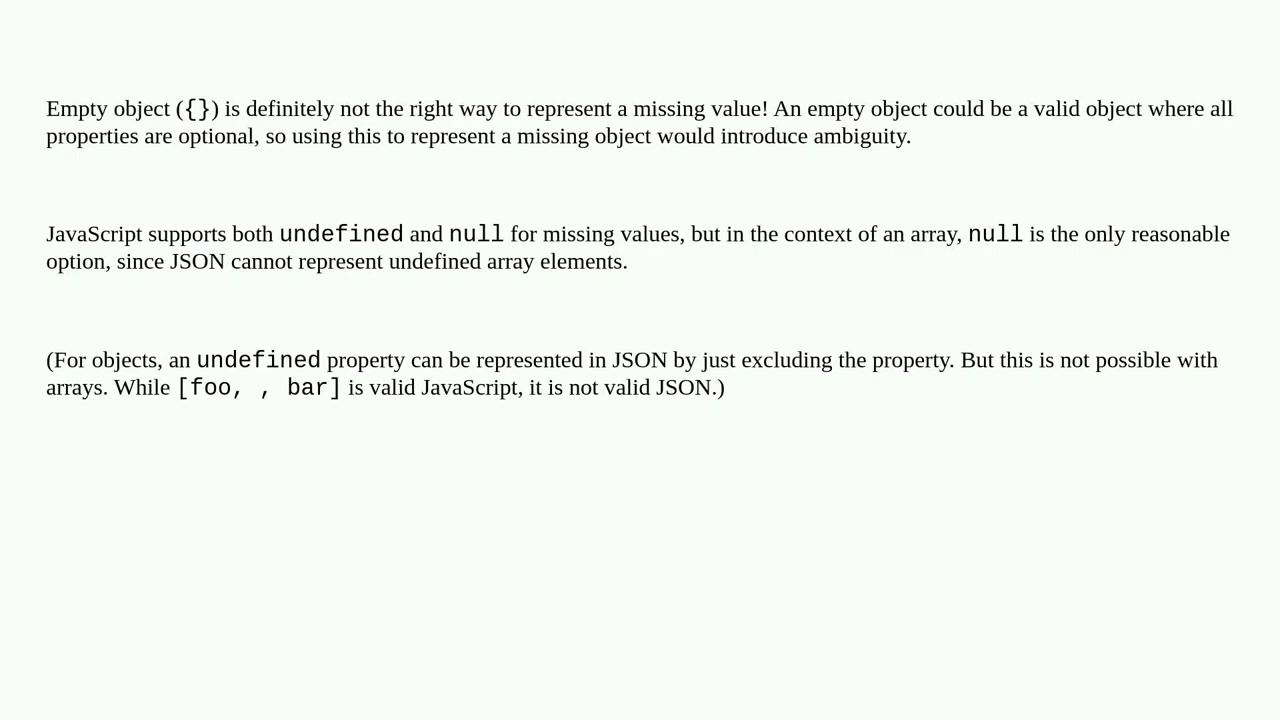 Empty object ({}) is definitely not the right way to represent a missing value! An empty object could be a valid object where all
properties are optional, so using this to represent a missing object would introduce ambiguity.
JavaScript supports both undefined and null for missing values, but in the context of an array, null is the only reasonable
option, since JSON cannot represent undefined array elements.
(For objects, an undefined property can be represented in JSON by just excluding the property. But this is not possible with
arrays. While [foo, , bar] is valid JavaScript, it is not valid JSON.)